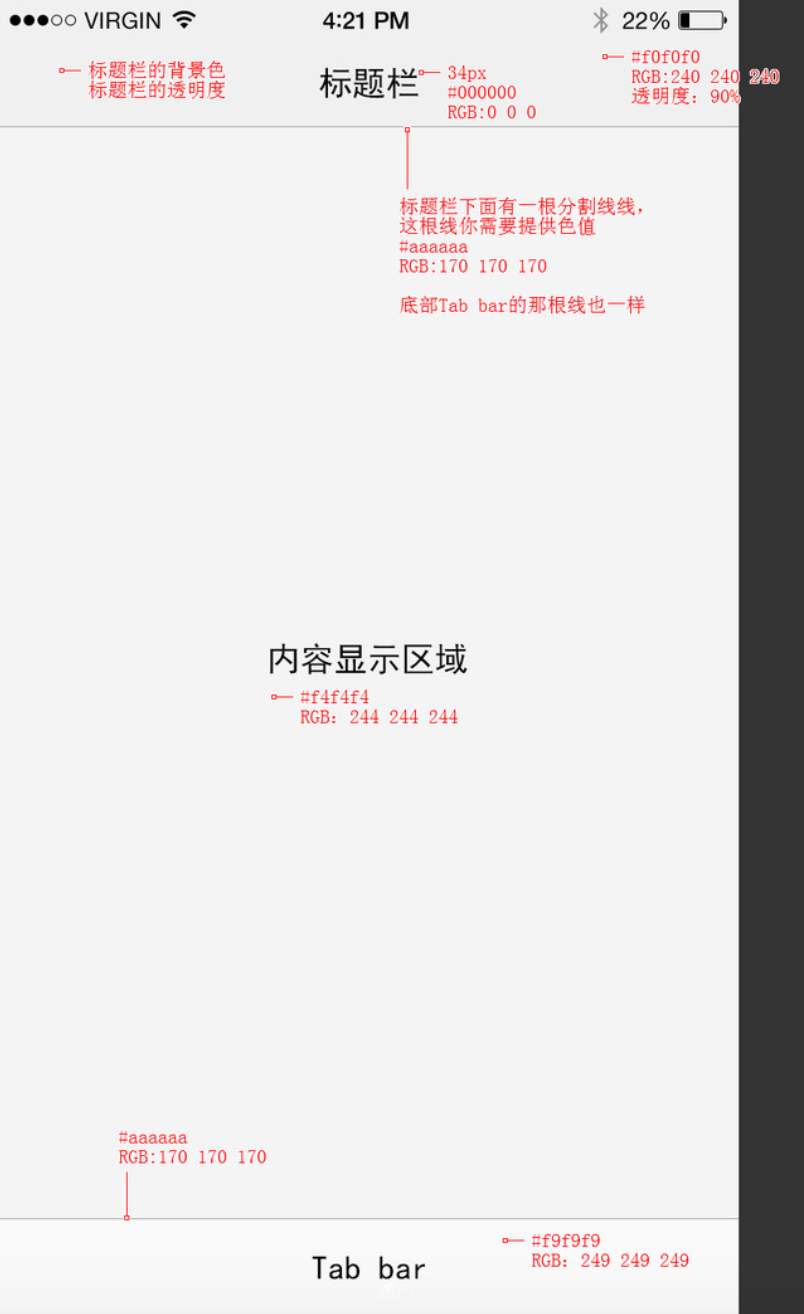 VIRGIN 4:21 PM 22%
标题栏的背景色
标题栏的透明度
标题栏
34px
#000000
RGB:0 0 0
#f0f0f0
RGB:240 240 240
透明度: 90%
标题栏下面有一根分割线线,
这根线你需要提供色值
#aaaaaa
RGB:170 170 170
底部Tab bar的那根线也一样
内容显示区域
#f4f4f4
RGB: 244 244 244
#aaaaaa
RGB:170 170 170
Tab bar
#f9f9f9
RGB: 249 249 249